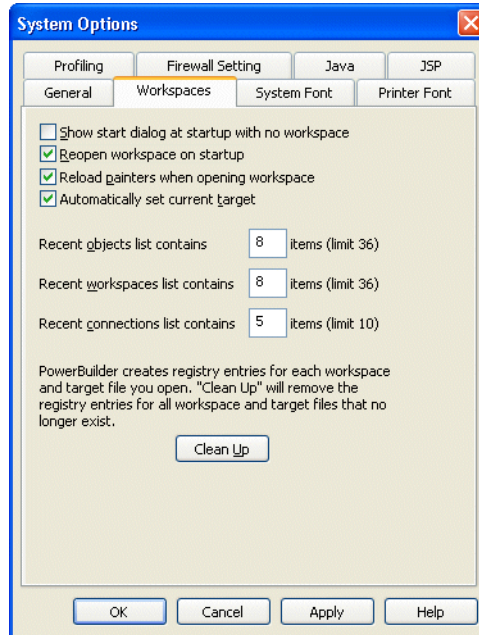 System Options
Profiling
Firewall Setting
Java
JSP
General
Workspaces
System Font
Printer Font
Show start dialog at startup with no workspace
Reopen workspace on startup
Reload painters when opening workspace
Automatically set current target
Recent objects list contains 8 items (limit 36)
Recent workspaces list contains 8 items (limit 36)
Recent connections list contains 5 items (limit 10)
PowerBuilder creates registry entries for each workspace
and target file you open. "Clean Up" will remove the
registry entries for all workspace and target files that no
longer exist.
Clean Up
OK
Cancel
Apply
Help